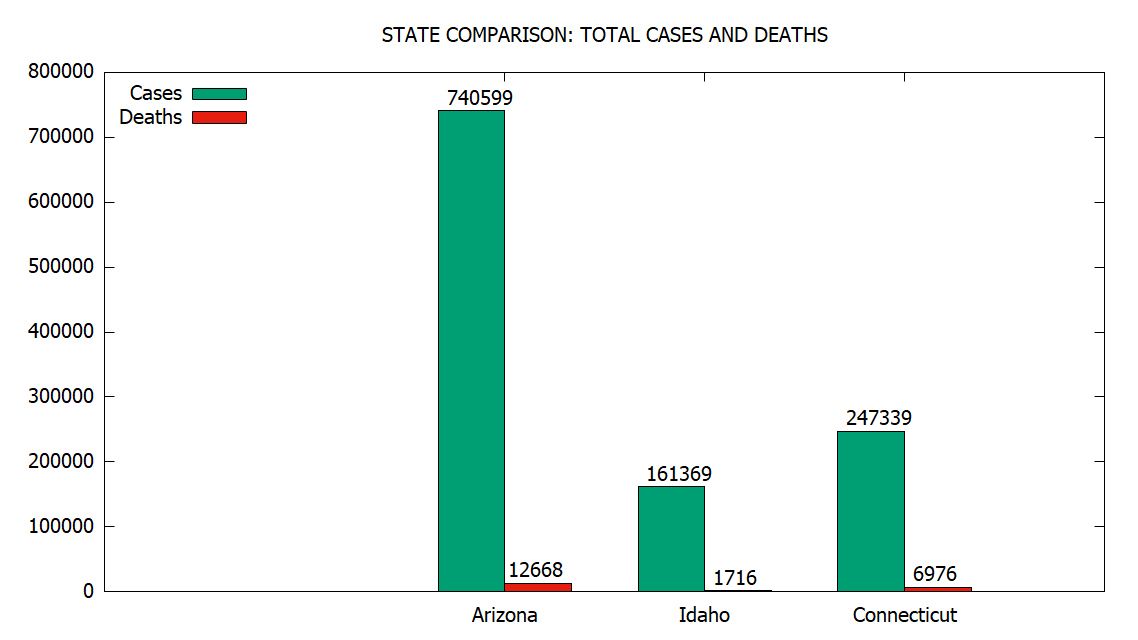 STATE COMPARISON: TOTAL CASES AND DEATHS
800000
Cases
740599
Deaths
700000
600000
500000
400000
300000
247339
200000
161369
100000
12668
1716
6976
0
Arizona
Idaho
Connecticut